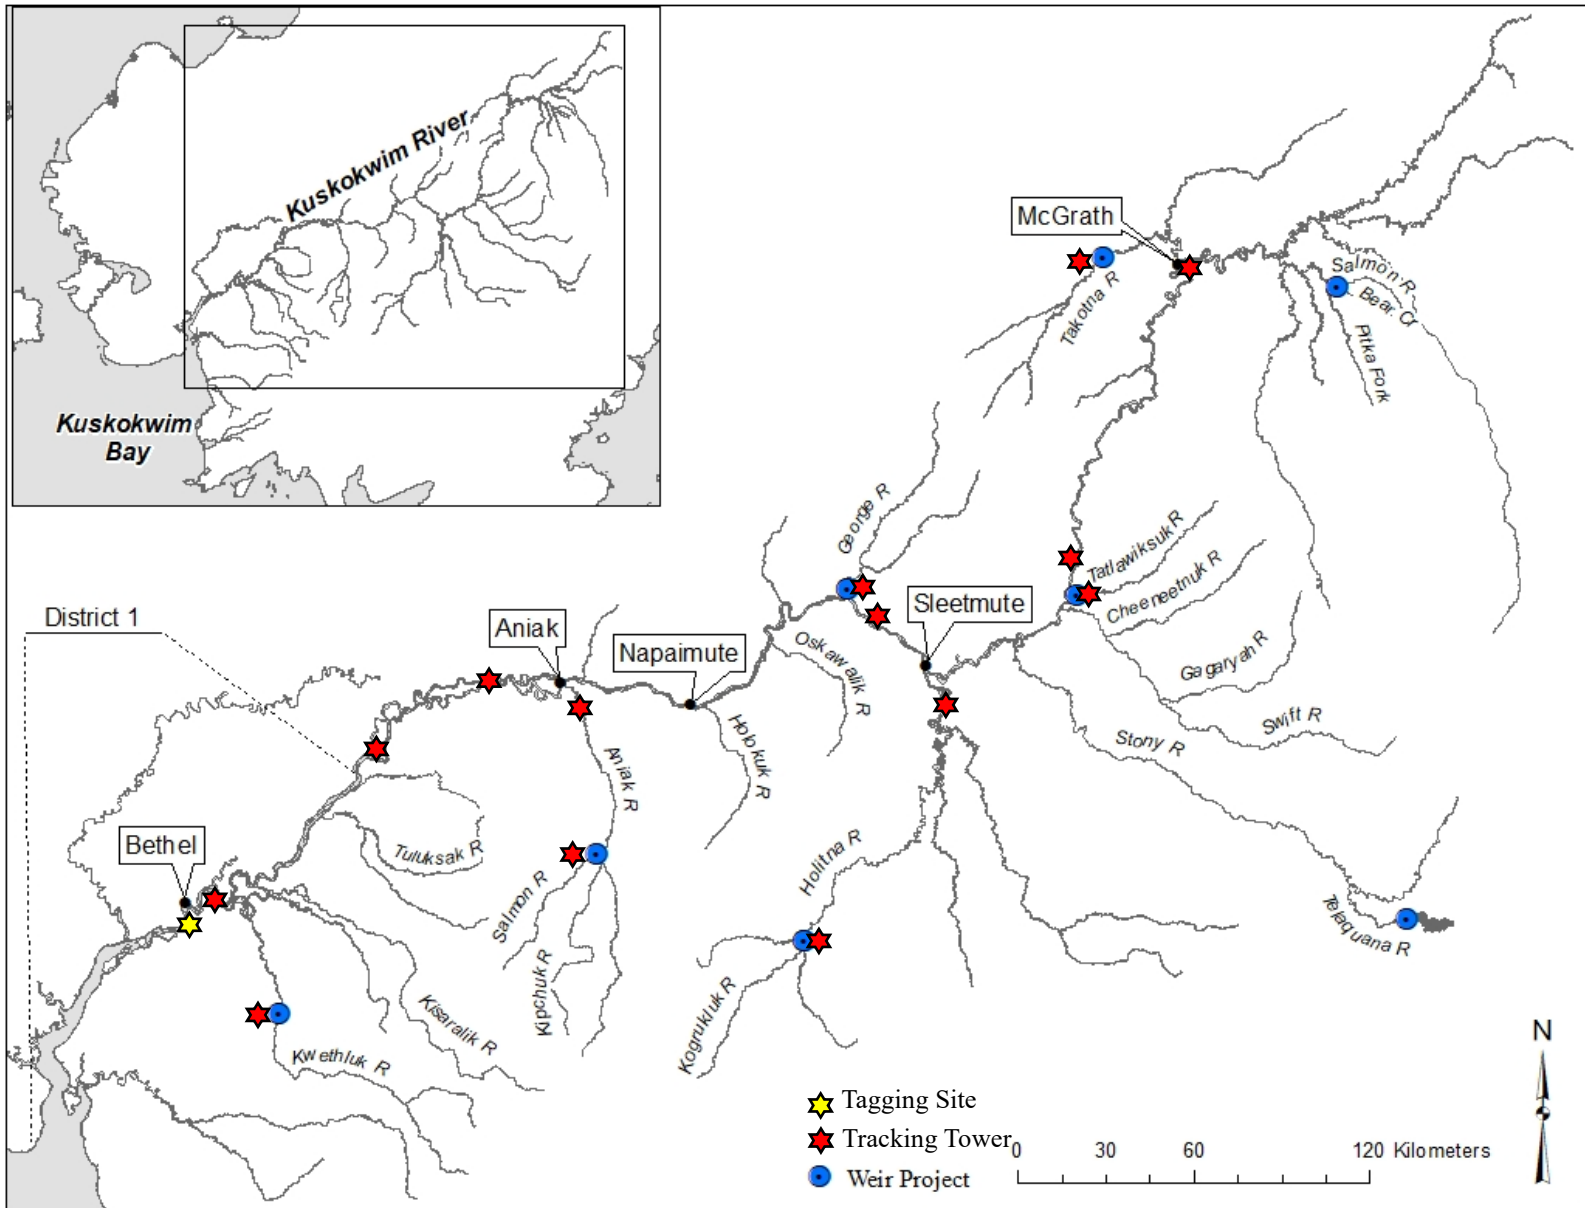 Kuskokwim River
Kuskokwim
Bay
McGrath
Takotna R
Salmon R
Bear Cr
Pitka Fork
George R
Tatlawiksuk R
Cheeneetnuk R
Sleetmute
District 1
Aniak
Napaimute
Oskawalik R
Gagaryah R
Swift R
Stony R
Holokuk R
Aniak R
Bethel
Tuluksak R
Holitna R
Salmon R
Telaquana R
Kipchuk R
Kisaralik R
Kogrukluk R
Kwethluk R
N
Tagging Site
Tracking Tower
Weir Project
0 30 60 120 Kilometers